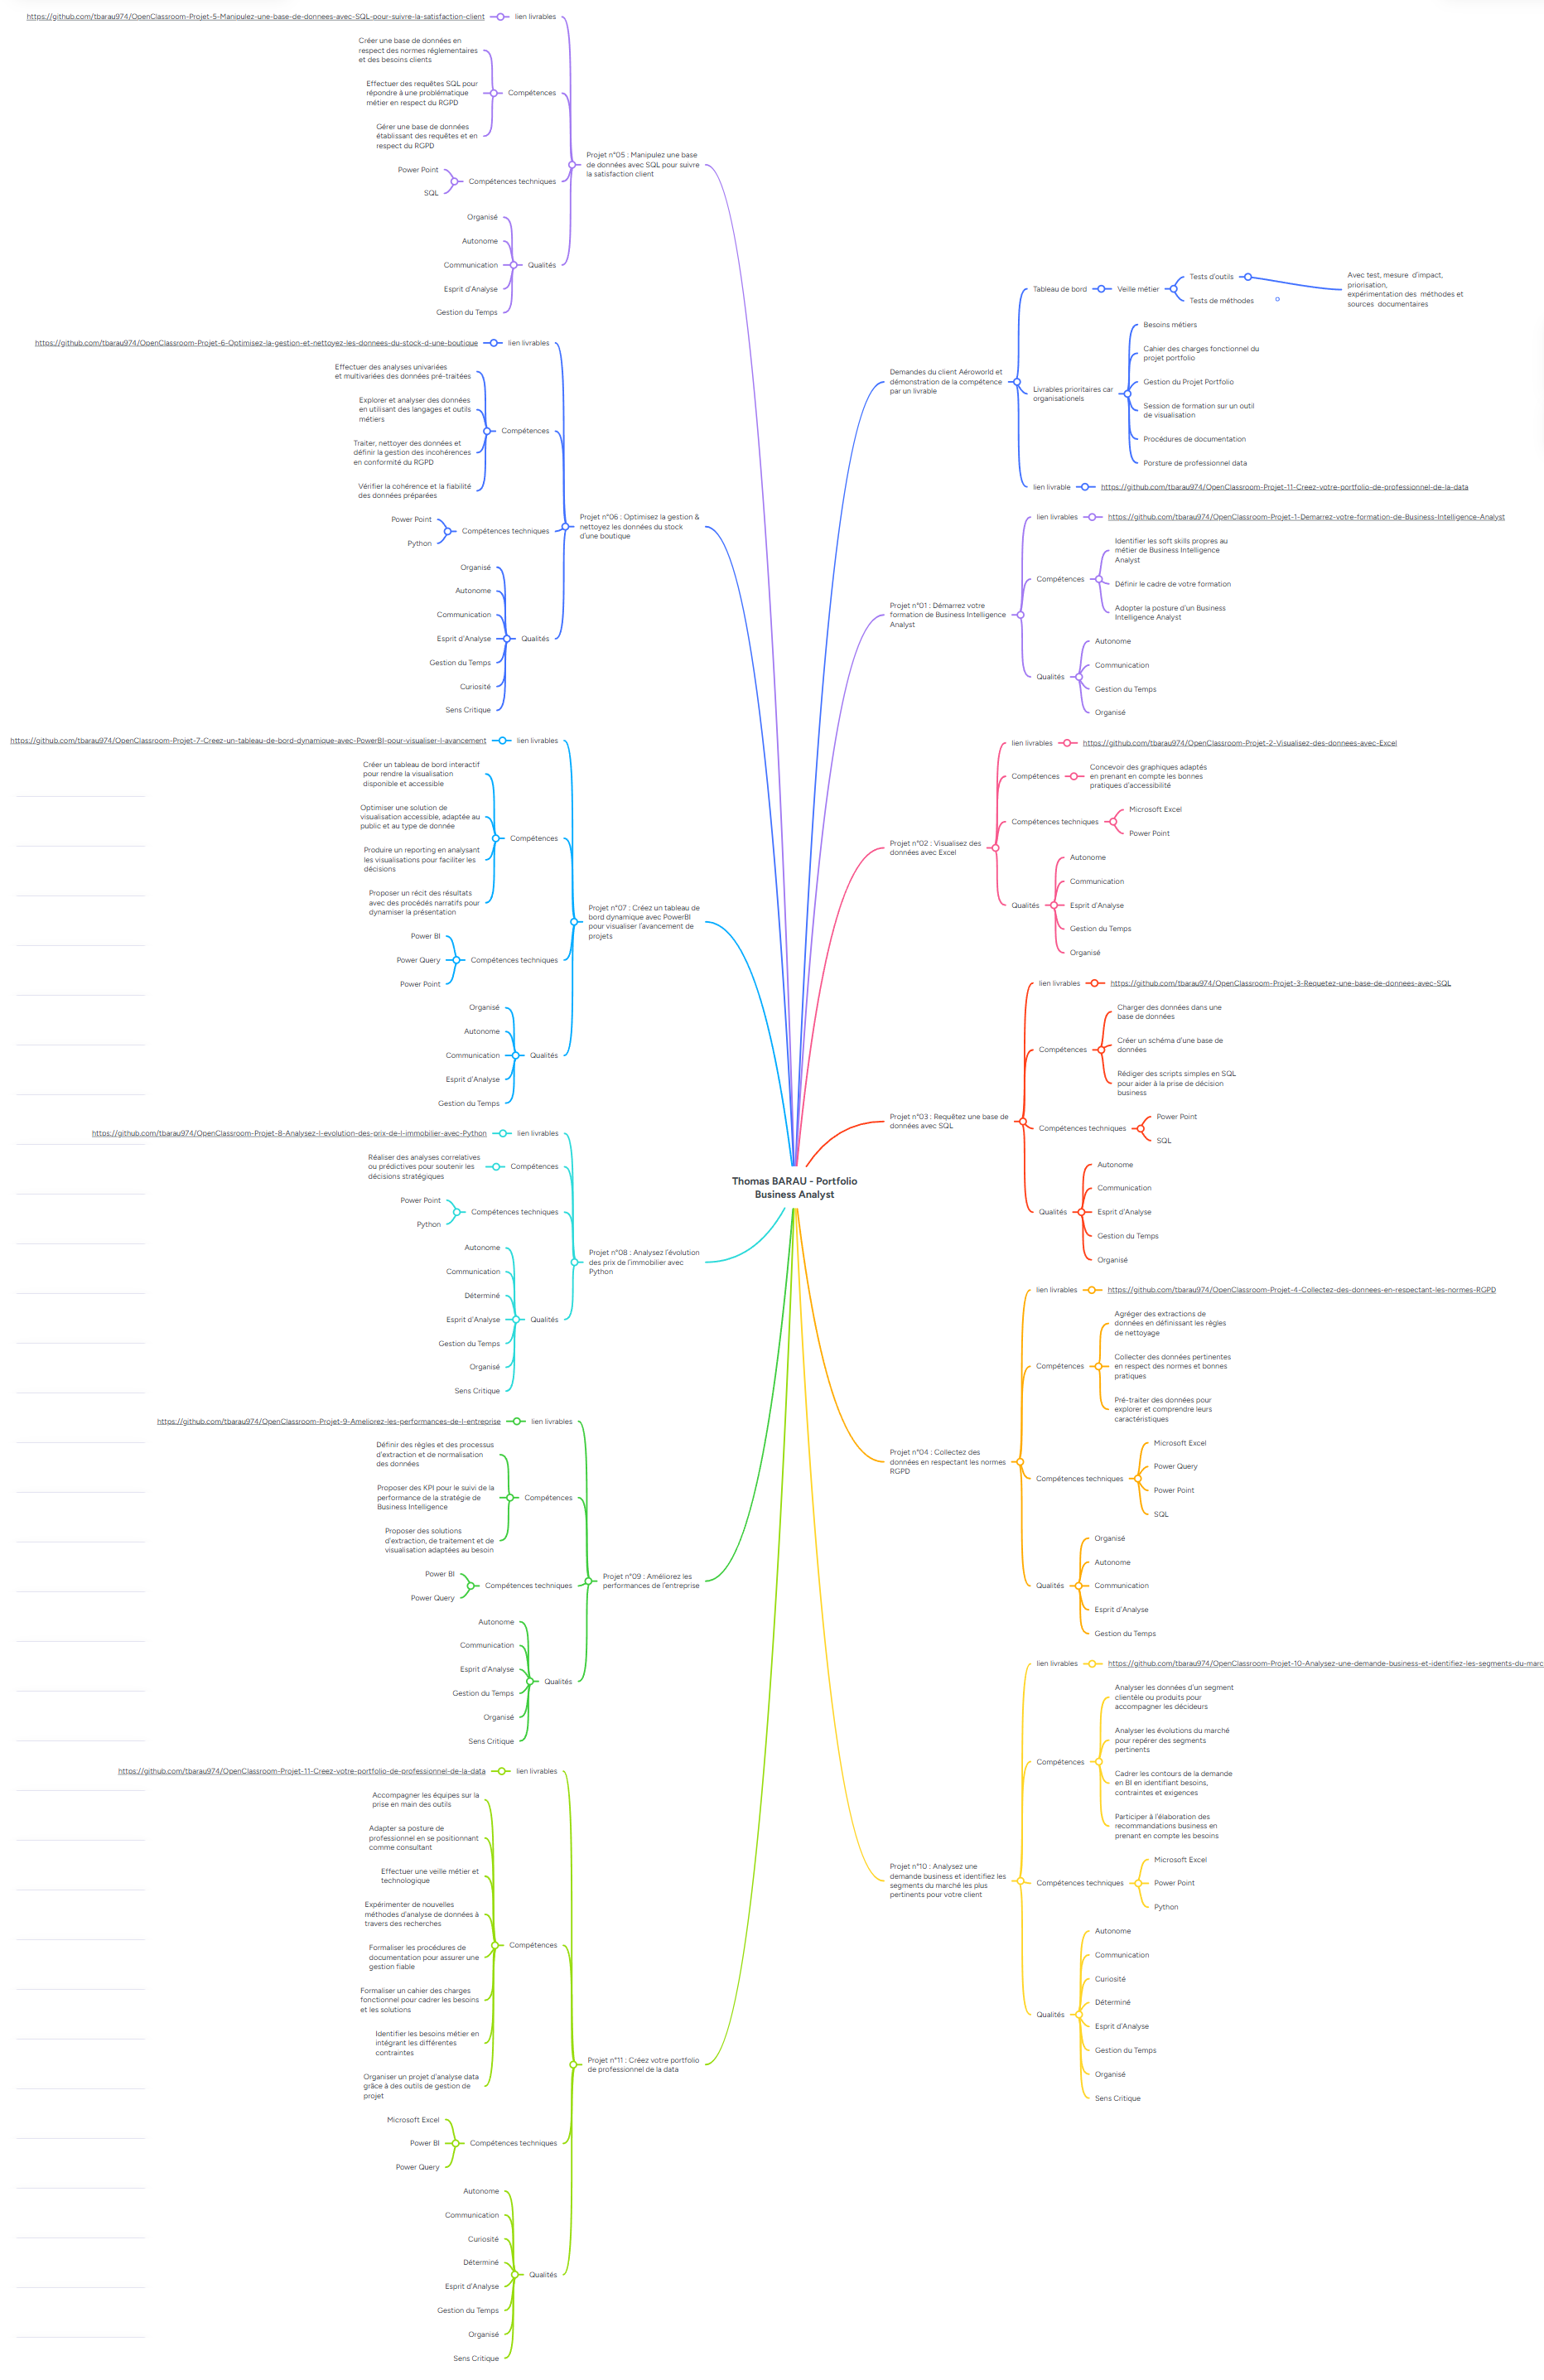 Thomas BARAU - Portfolio
Business Analyst
Demandes du client Aéroworld et
démonstration de la compétence
par un livrable
Tableau de bord
Veille métier
Tests d'outils
Avec test, mesure d'impact,
priorisation,
expérimentation des méthodes et
sources documentaires
Tests de méthodes
Livrables prioritaires car
organisationels
Besoins métiers
Cahier des charges fonctionnel du
projet portfolio
Gestion du Projet Portfolio
Session de formation sur un outil
de visualisation
Procédures de documentation
Porsture de professionnel data
lien livrable
https://github.com/tbarau974/OpenClassroom-Projet-11-Creez-votre-portfolio-de-professionnel-de-la-data
Projet n°01 : Démarrez votre
formation de Business Intelligence
Analyst
lien livrables
https://github.com/tbarau974/OpenClassroom-Projet-1-Demarrez-votre-formation-de-Business-Intelligence-Analyst
Compétences
Identifier les soft skills propres au
métier de Business Intelligence
Analyst
Définir le cadre de votre formation
Adopter la posture d'un Business
Intelligence Analyst
Qualités
Autonome
Communication
Gestion du Temps
Organisé
Projet n°02 : Visualisez des
données avec Excel
lien livrables
https://github.com/tbarau974/OpenClassroom-Projet-2-Visualisez-des-donnees-avec-Excel
Compétences
Concevoir des graphiques adaptés
en prenant en compte les bonnes
pratiques d'accessibilité
Compétences techniques
Microsoft Excel
Power Point
Qualités
Autonome
Communication
Esprit d'Analyse
Gestion du Temps
Organisé
Projet n°03 : Requêtez une base de
données avec SQL
lien livrables
https://github.com/tbarau974/OpenClassroom-Projet-3-Requetez-une-base-de-donnees-avec-SQL
Compétences
Charger des données dans une
base de données
Créer un schéma d'une base de
données
Rédiger des scripts simples en SQL
pour aider à la prise de décision
business
Compétences techniques
Power Point
SQL
Qualités
Autonome
Communication
Esprit d'Analyse
Gestion du Temps
Organisé
Projet n°04 : Collectez des
données en respectant les normes
RGPD
lien livrables
https://github.com/tbarau974/OpenClassroom-Projet-4-Collectez-des-donnees-en-respectant-les-normes-RGPD
Compétences
Agréger des extractions de
données en définissant les règles
de nettoyage
Collecter des données pertinentes
en respect des normes et bonnes
pratiques
Pré-traiter des données pour
explorer et comprendre leurs
caractéristiques
Compétences techniques
Microsoft Excel
Power Query
Power Point
SQL
Qualités
Organisé
Autonome
Communication
Esprit d'Analyse
Gestion du Temps
Projet n°10 : Analysez une
demande business et identifiez les
segments du marché les plus
pertinents pour votre client
lien livrables
https://github.com/tbarau974/OpenClassroom-Projet-10-Analysez-une-demande-business-et-identifiez-les-segments-du-marc
Compétences
Analyser les données d'un segment
clientèle ou produits pour
accompagner les décideurs
Analyser les évolutions du marché
pour repérer des segments
pertinents
Cadrer les contours de la demande
en BI en identifiant besoins,
contraintes et exigences
Participer à l'élaboration des
recommandations business en
prenant en compte les besoins
Compétences techniques
Microsoft Excel
Power Point
Python
Qualités
Autonome
Communication
Curiosité
Déterminé
Esprit d'Analyse
Gestion du Temps
Organisé
Sens Critique
Projet n°05 : Manipulez une base
de données avec SQL pour suivre
la satisfaction client
lien livrables
https://github.com/tbarau974/OpenClassroom-Projet-5-Manipulez-une-base-de-donnees-avec-SQL-pour-suivre-la-satisfaction-client
Compétences
Créer une base de données en
respect des normes réglementaires
et des besoins clients
Effectuer des requêtes SQL pour
répondre à une problématique
métier en respect du RGPD
Gérer une base de données
établissant des requêtes et en
respect du RGPD
Compétences techniques
Power Point
SQL
Qualités
Organisé
Autonome
Communication
Esprit d'Analyse
Gestion du Temps
Projet n°06 : Optimisez la gestion &
nettoyez les données du stock
d'une boutique
lien livrables
https://github.com/tbarau974/OpenClassroom-Projet-6-Optimisez-la-gestion-et-nettoyez-les-donnees-du-stock-d-une-boutique
Compétences
Effectuer des analyses univariées
et multivariées des données pré-traitées
Explorer et analyser des données
en utilisant des langages et outils
métiers
Traiter, nettoyer des données et
définir la gestion des incohérences
en conformité du RGPD
Vérifier la cohérence et la fiabilité
des données préparées
Compétences techniques
Power Point
Python
Qualités
Organisé
Autonome
Communication
Esprit d'Analyse
Gestion du Temps
Curiosité
Sens Critique
Projet n°07 : Créez un tableau de
bord dynamique avec PowerBI
pour visualiser l'avancement de
projets
lien livrables
https://github.com/tbarau974/OpenClassroom-Projet-7-Creez-un-tableau-de-bord-dynamique-avec-PowerBI-pour-visualiser-l-avancement
Compétences
Créer un tableau de bord interactif
pour rendre la visualisation
disponible et accessible
Optimiser une solution de
visualisation accessible, adaptée au
public et au type de donnée
Produire un reporting en analysant
les visualisations pour faciliter les
décisions
Proposer un récit des résultats
avec des procédés narratifs pour
dynamiser la présentation
Compétences techniques
Power BI
Power Query
Power Point
Qualités
Organisé
Autonome
Communication
Esprit d'Analyse
Gestion du Temps
Projet n°08 : Analysez l'évolution
des prix de l'immobilier avec
Python
lien livrables
https://github.com/tbarau974/OpenClassroom-Projet-8-Analysez-l-evolution-des-prix-de-l-immobilier-avec-Python
Compétences
Réaliser des analyses correlatives
ou prédictives pour soutenir les
décisions stratégiques
Compétences techniques
Power Point
Python
Qualités
Autonome
Communication
Déterminé
Esprit d'Analyse
Gestion du Temps
Organisé
Sens Critique
Projet n°09 : Améliorez les
performances de l'entreprise
lien livrables
https://github.com/tbarau974/OpenClassroom-Projet-9-Ameliorez-les-performances-de-l-entreprise
Compétences
Définir des règles et des processus
d'extraction et de normalisation
des données
Proposer des KPI pour le suivi de la
performance de la stratégie de
Business Intelligence
Proposer des solutions
d'extraction, de traitement et de
visualisation adaptées au besoin
Compétences techniques
Power BI
Power Query
Qualités
Autonome
Communication
Esprit d'Analyse
Gestion du Temps
Organisé
Sens Critique
Projet n°11 : Créez votre portfolio
de professionnel de la data
lien livrables
https://github.com/tbarau974/OpenClassroom-Projet-11-Creez-votre-portfolio-de-professionnel-de-la-data
Compétences
Accompagner les équipes sur la
prise en main des outils
Adapter sa posture de
professionnel en se positionnant
comme consultant
Effectuer une veille métier et
technologique
Expérimenter de nouvelles
méthodes d'analyse de données à
travers des recherches
Formaliser les procédures de
documentation pour assurer une
gestion fiable
Formaliser un cahier des charges
fonctionnel pour cadrer les besoins
et les solutions
Identifier les besoins métier en
intégrant les différentes
contraintes
Organiser un projet d'analyse data
grâce à des outils de gestion de
projet
Compétences techniques
Microsoft Excel
Power BI
Power Query
Qualités
Autonome
Communication
Curiosité
Déterminé
Esprit d'Analyse
Gestion du Temps
Organisé
Sens Critique